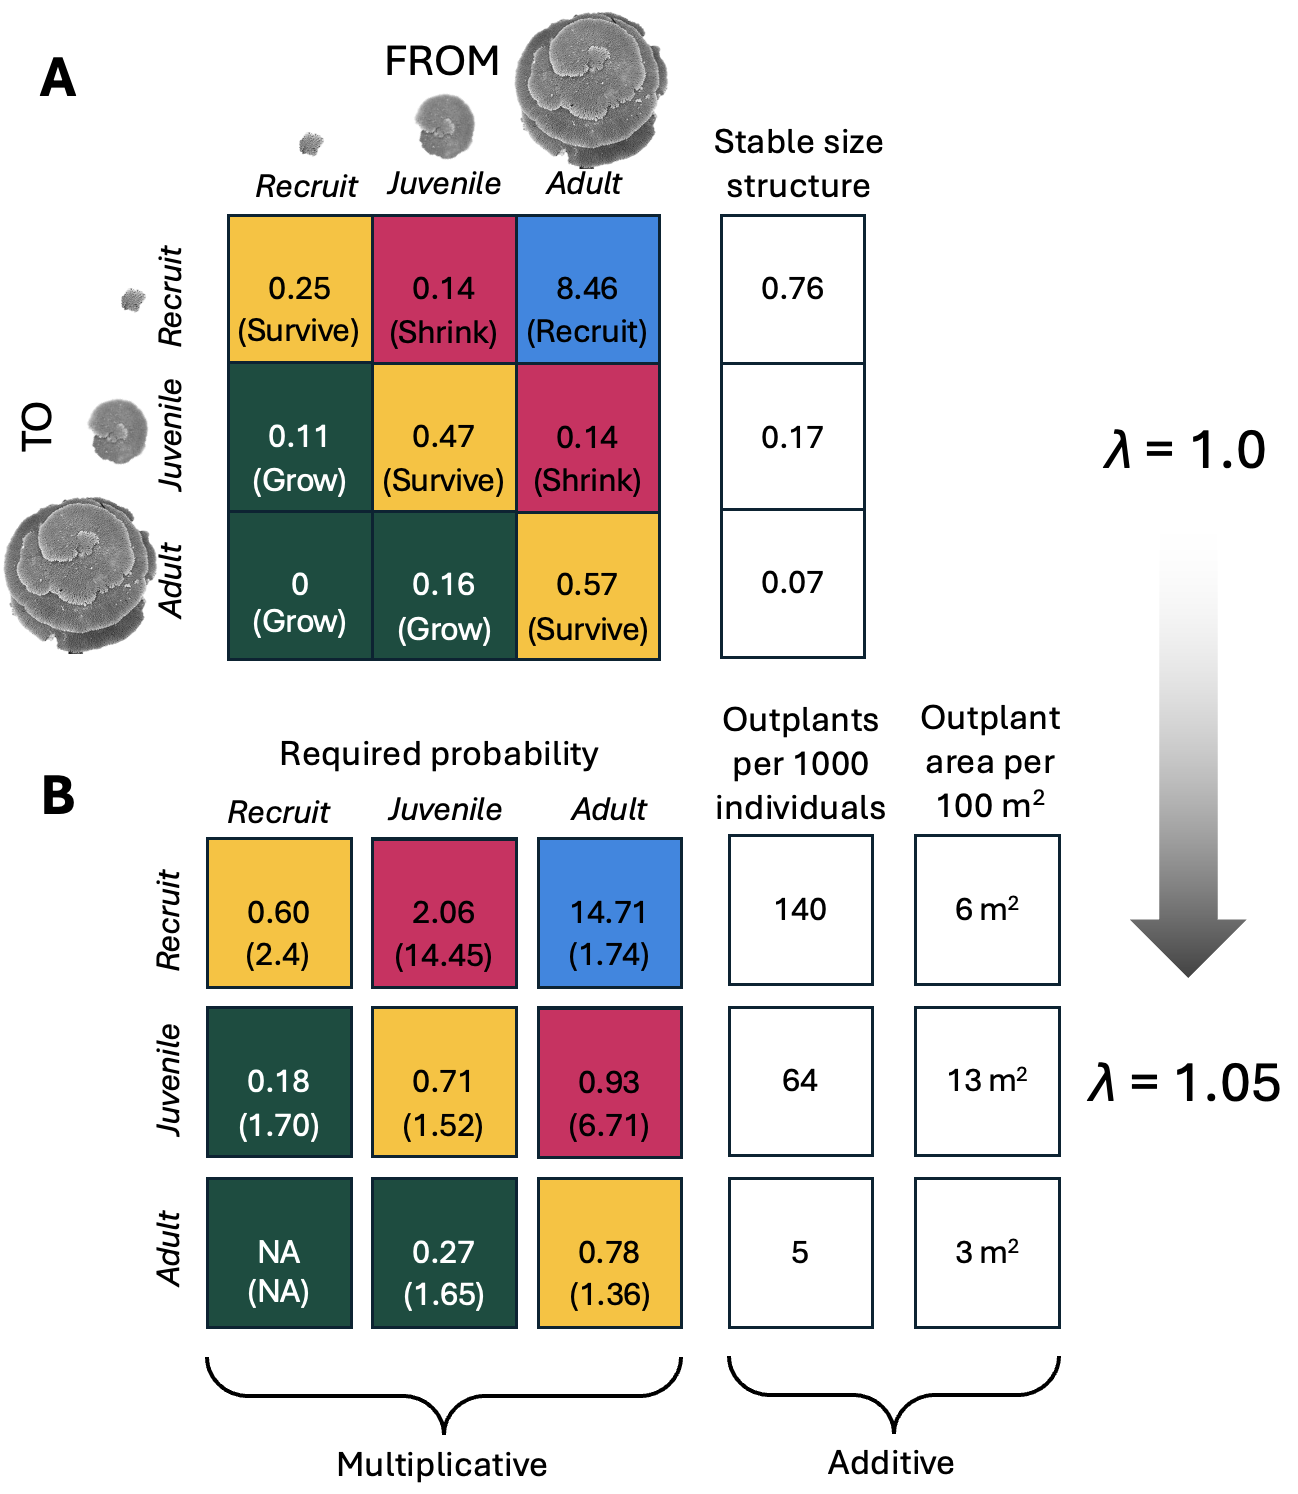 A
FROM
Recruit Juvenile Adult
Stable size
structure
TO
Recruit
0.25
(Survive)
0.14
(Shrink)
8.46
(Recruit)
0.76
Juvenile
0.11
(Grow)
0.47
(Survive)
0.14
(Shrink)
0.17
Adult
0
(Grow)
0.16
(Grow)
0.57
(Survive)
0.07
λ = 1.0
B
Required probability
Recruit Juvenile Adult
Outplants
per 1000
individuals
Outplant
area per
100 m²
Recruit
0.60
(2.4)
2.06
(14.45)
14.71
(1.74)
140
6 m²
Juvenile
0.18
(1.70)
0.71
(1.52)
0.93
(6.71)
64
13 m²
λ = 1.05
Adult
NA
(NA)
0.27
(1.65)
0.78
(1.36)
5
3 m²
Multiplicative
Additive